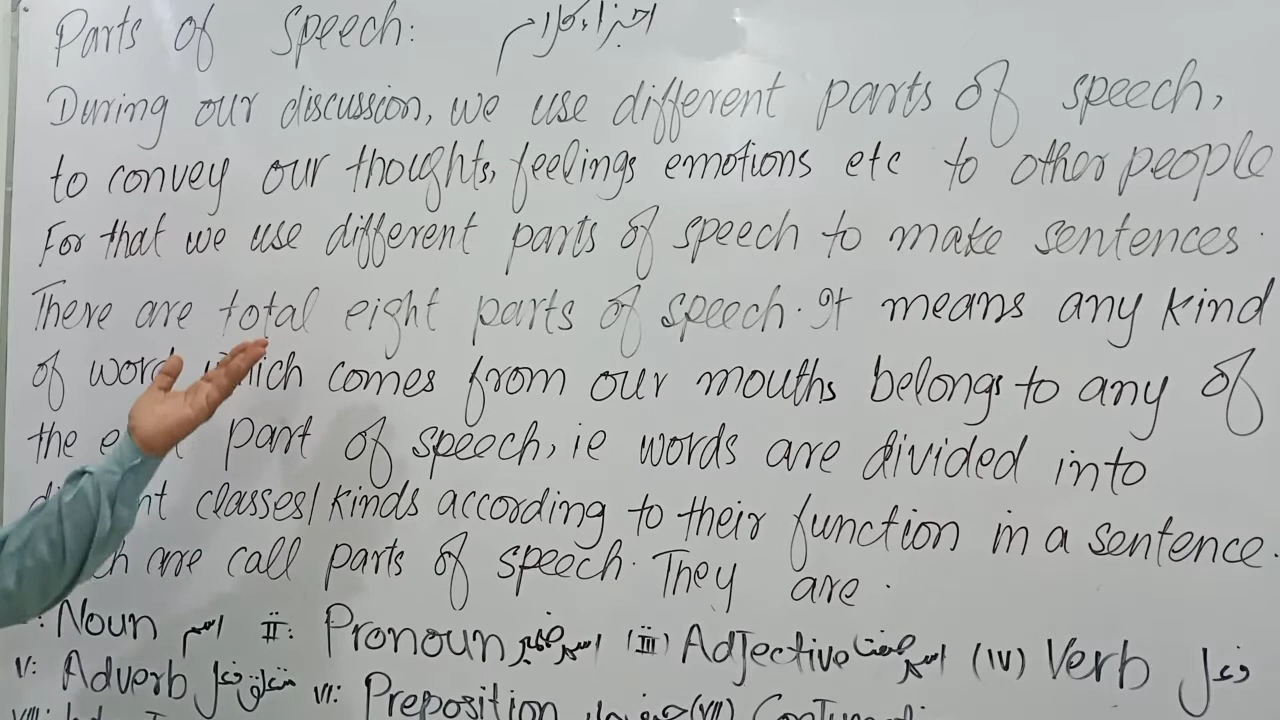 Parts of Speech: اجزاء کلام
During our discussion, we use different parts of speech,
to convey our thoughts, feelings emotions etc to other people
For that we use different parts of speech to make sentences.
There are total eight parts of speech. It means any kind
of word which comes from our mouths belongs to any of
the part of speech, ie words are divided into
classes/kinds according to their function in a sentence.
are call parts of speech. They are.
Noun اسم II: Pronoun اسم ضمیر (III) Adjective اسم صفت (IV) Verb فعل
V: Adverb متعلق فعل VI: Preposition (VII)
VIII: